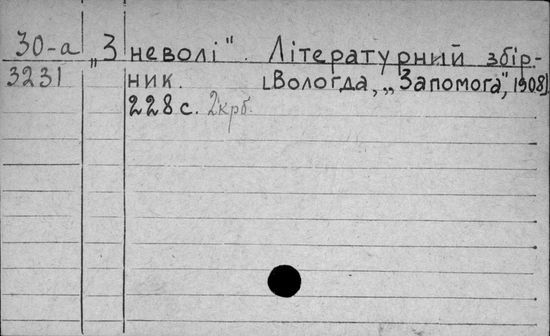 30-а „З неволі". Літературний збір-
3231 ник. [Вологда, „Запомога", 1908]
228 с. 2крб.